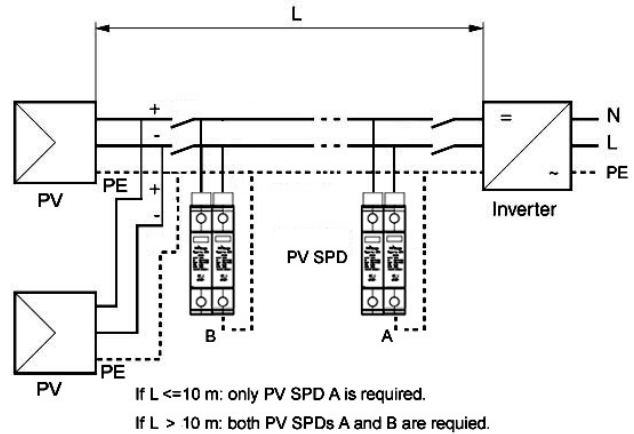 L
+
-
=
N
L
PE
~
PE
PV
+
-
Inverter
PV SPD
B
A
PE
PV
If L <=10 m: only PV SPD A is required.
If L > 10 m: both PV SPDs A and B are requied.